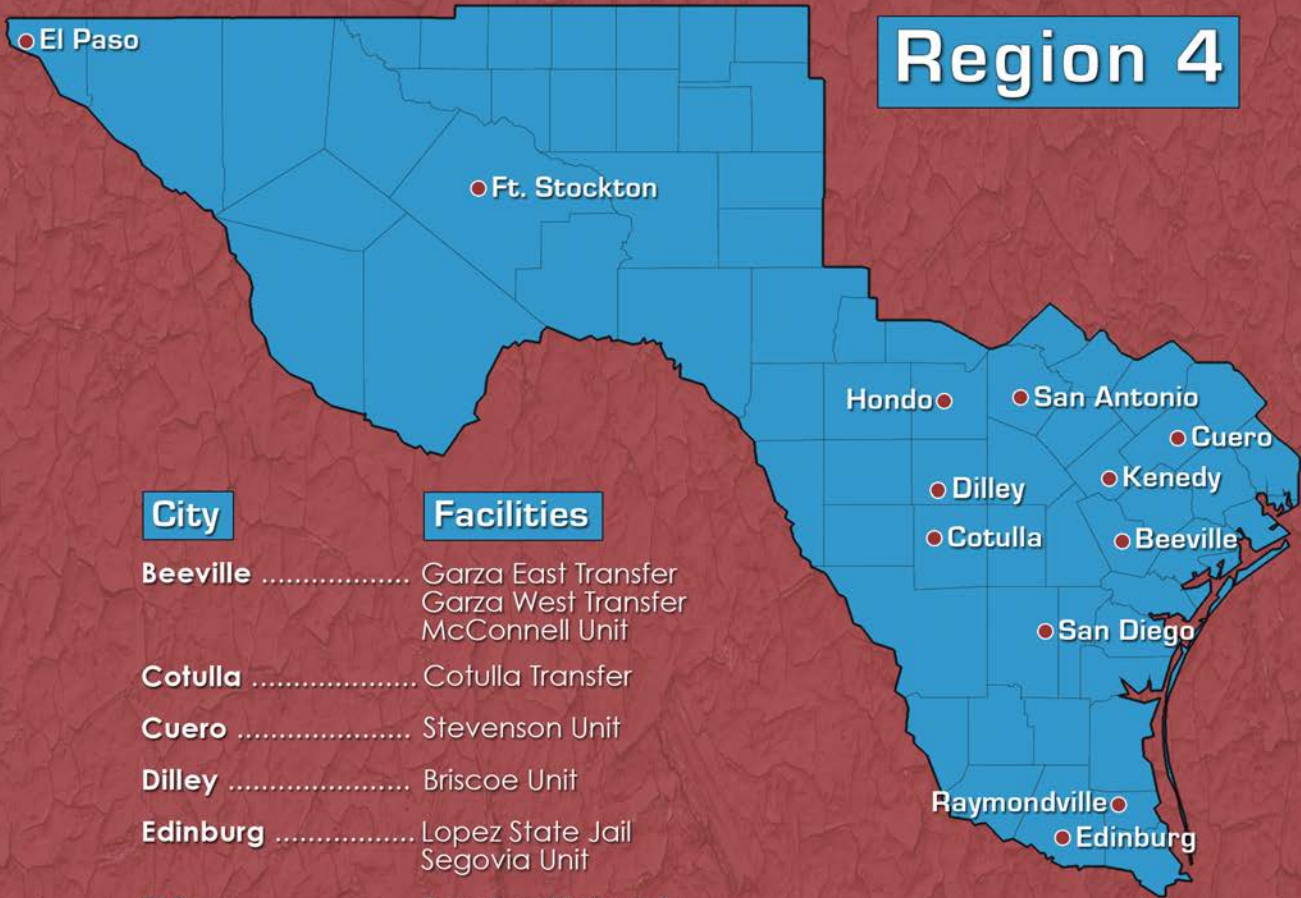 Region 4
El Paso
Ft. Stockton
Hondo
San Antonio
Cuero
Kenedy
Dilley
Cotulla
Beeville
San Diego
Raymondville
Edinburg
City Facilities
Beeville .................. Garza East Transfer
Garza West Transfer
McConnell Unit
Cotulla ................... Cotulla Transfer
Cuero .................... Stevenson Unit
Dilley ..................... Briscoe Unit
Edinburg ................ Lopez State Jail
Segovia Unit